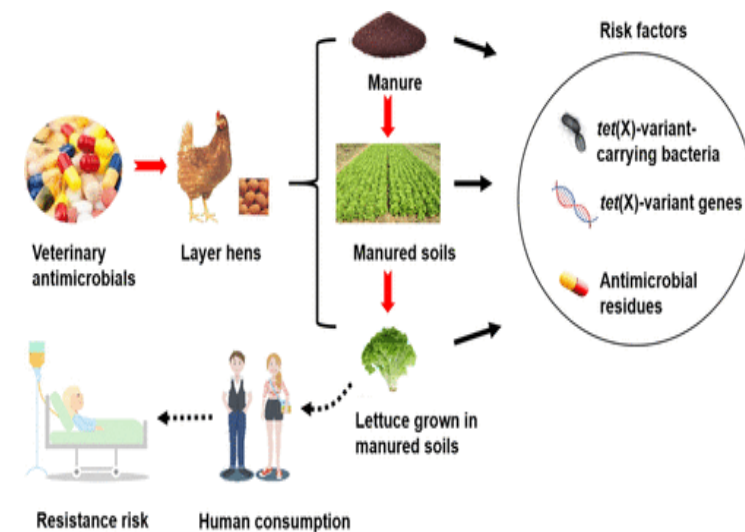 Risk factors
Manure
tet(X)-variant-
carrying bacteria
tet(X)-variant genes
Veterinary
antimicrobials
Layer hens
Manured soils
Antimicrobial
residues
Lettuce grown in
manured soils
Resistance risk
Human consumption